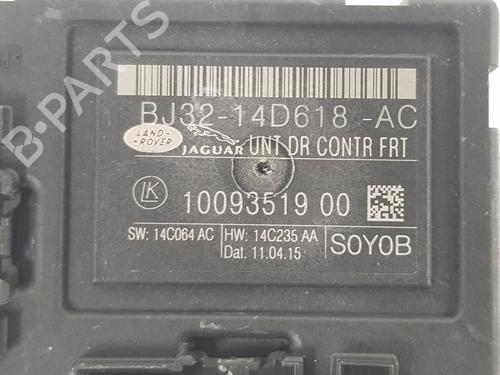 BJ32-14D618-AC
LAND-
-ROVER
JAGUAR UNT DR CONTR FRT
LK 10093519 00
SW: 14C064 AC HW: 14C235 AA
Dat. 11.04.15
S0Y0B
B-PARTS